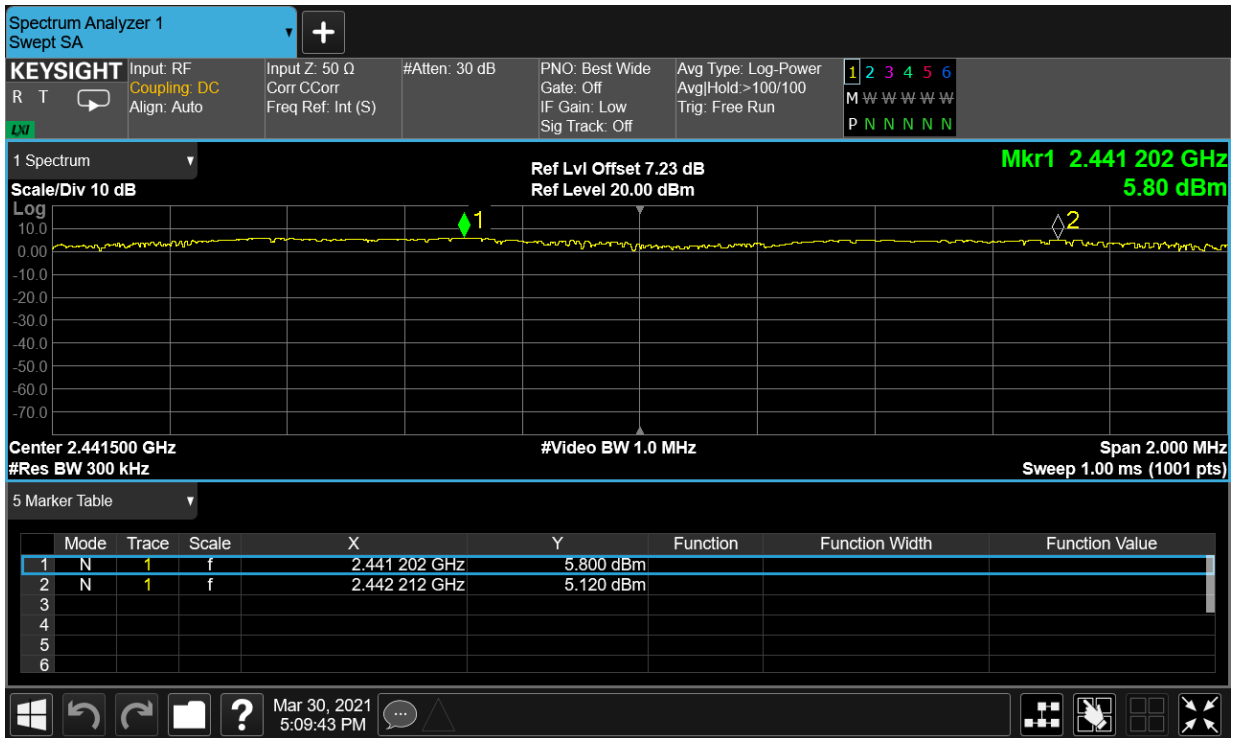 Spectrum Analyzer 1
Swept SA
KEYSIGHT
R T
LXI
Input: RF
Coupling: DC
Align: Auto
Input Z: 50 Ω
Corr CCorr
Freq Ref: Int (S)
#Atten: 30 dB
PNO: Best Wide
Gate: Off
IF Gain: Low
Sig Track: Off
Avg Type: Log-Power
Avg|Hold:>100/100
Trig: Free Run
1 2 3 4 5 6
M W W W W W
P N N N N N
1 Spectrum
Scale/Div 10 dB
Ref Lvl Offset 7.23 dB
Ref Level 20.00 dBm
Mkr1 2.441 202 GHz
5.80 dBm
Log
1
2
10.0
0.00
-10.0
-20.0
-30.0
-40.0
-50.0
-60.0
-70.0
Center 2.441500 GHz
#Res BW 300 kHz
#Video BW 1.0 MHz
Span 2.000 MHz
Sweep 1.00 ms (1001 pts)
5 Marker Table
Mode Trace Scale X Y Function Function Width Function Value
1 N 1 f 2.441 202 GHz 5.800 dBm
2 N 1 f 2.442 212 GHz 5.120 dBm
3
4
5
6
?
Mar 30, 2021
5:09:43 PM